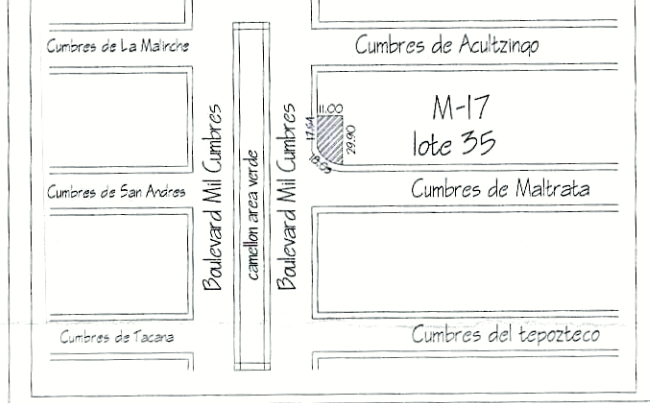 Cumbres de La Malinche
Cumbres de Acultzingo
11.00
17.64
29.90
M-17
lote 35
Boulevard Mil Cumbres
camellon area verde
Boulevard Mil Cumbres
Cumbres de San Andres
Cumbres de Maltrata
Cumbres de Tacana
Cumbres del tepozteco